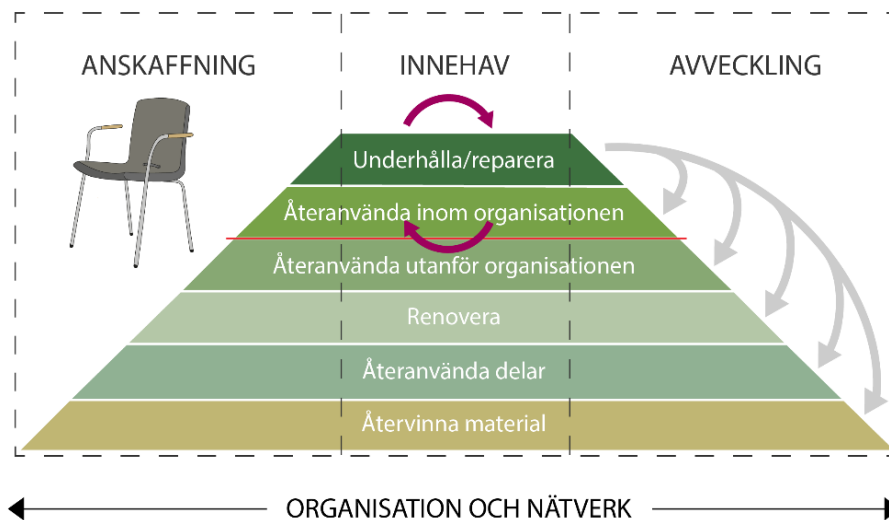 ANSKAFFNING
INNEHAV
AVVECKLING
Underhålla/reparera
Återanvända inom organisationen
Återanvända utanför organisationen
Renovera
Återanvända delar
Återvinna material
ORGANISATION OCH NÄTVERK